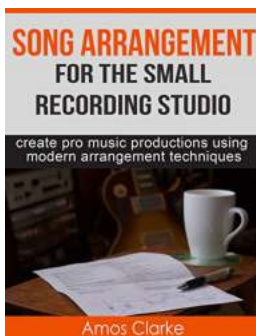 SONG ARRANGEMENT
FOR THE SMALL
RECORDING STUDIO
create pro music productions using
modern arrangement techniques
Amos Clarke